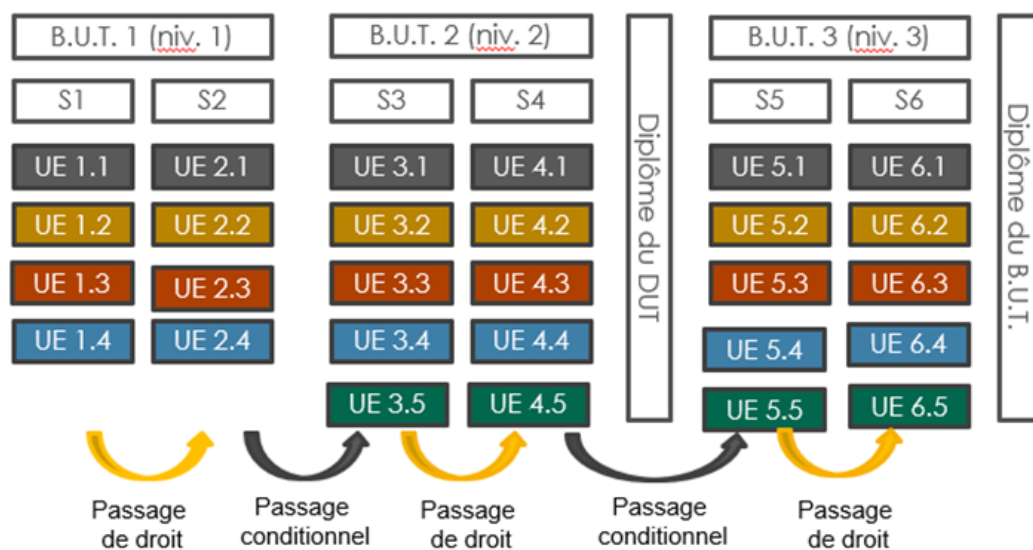 B.U.T. 1 (niv. 1)
B.U.T. 2 (niv. 2)
B.U.T. 3 (niv. 3)
S1
S2
S3
S4
S5
S6
UE 1.1
UE 2.1
UE 3.1
UE 4.1
UE 5.1
UE 6.1
UE 1.2
UE 2.2
UE 3.2
UE 4.2
UE 5.2
UE 6.2
UE 1.3
UE 2.3
UE 3.3
UE 4.3
UE 5.3
UE 6.3
UE 1.4
UE 2.4
UE 3.4
UE 4.4
UE 5.4
UE 6.4
UE 3.5
UE 4.5
UE 5.5
UE 6.5
Diplôme du DUT
Diplôme du B.U.T.
Passage
de droit
Passage
conditionnel
Passage
de droit
Passage
conditionnel
Passage
de droit